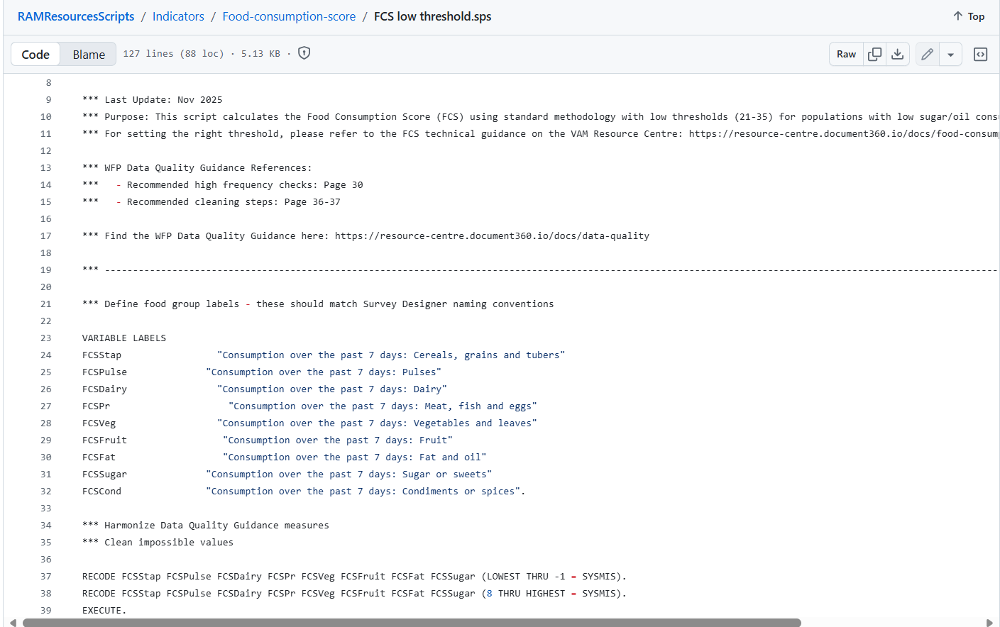 RAMResourcesScripts / Indicators / Food-consumption-score / FCS low threshold.sps
Top
Code Blame 127 lines (88 loc) · 5.13 KB ·
Raw
8
9 *** Last Update: Nov 2025
10 *** Purpose: This script calculates the Food Consumption Score (FCS) using standard methodology with low thresholds (21-35) for populations with low sugar/oil cons
11 *** For setting the right threshold, please refer to the FCS technical guidance on the VAM Resource Centre: https://resource-centre.document360.io/docs/food-consum
12
13 *** WFP Data Quality Guidance References:
14 ***   - Recommended high frequency checks: Page 30
15 ***   - Recommended cleaning steps: Page 36-37
16
17 *** Find the WFP Data Quality Guidance here: https://resource-centre.document360.io/docs/data-quality
18
19 *** -------------------------------------------------------------------------------------------------------------------------------------------------------------
20
21 *** Define food group labels - these should match Survey Designer naming conventions
22
23 VARIABLE LABELS
24 FCSStap "Consumption over the past 7 days: Cereals, grains and tubers"
25 FCSPulse "Consumption over the past 7 days: Pulses"
26 FCSDairy "Consumption over the past 7 days: Dairy"
27 FCSPr "Consumption over the past 7 days: Meat, fish and eggs"
28 FCSVeg "Consumption over the past 7 days: Vegetables and leaves"
29 FCSFruit "Consumption over the past 7 days: Fruit"
30 FCSFat "Consumption over the past 7 days: Fat and oil"
31 FCSSugar "Consumption over the past 7 days: Sugar or sweets"
32 FCSCond "Consumption over the past 7 days: Condiments or spices".
33
34 *** Harmonize Data Quality Guidance measures
35 *** Clean impossible values
36
37 RECODE FCSStap FCSPulse FCSDairy FCSPr FCSVeg FCSFruit FCSFat FCSSugar (LOWEST THRU -1 = SYSMIS).
38 RECODE FCSStap FCSPulse FCSDairy FCSPr FCSVeg FCSFruit FCSFat FCSSugar (8 THRU HIGHEST = SYSMIS).
39 EXECUTE.